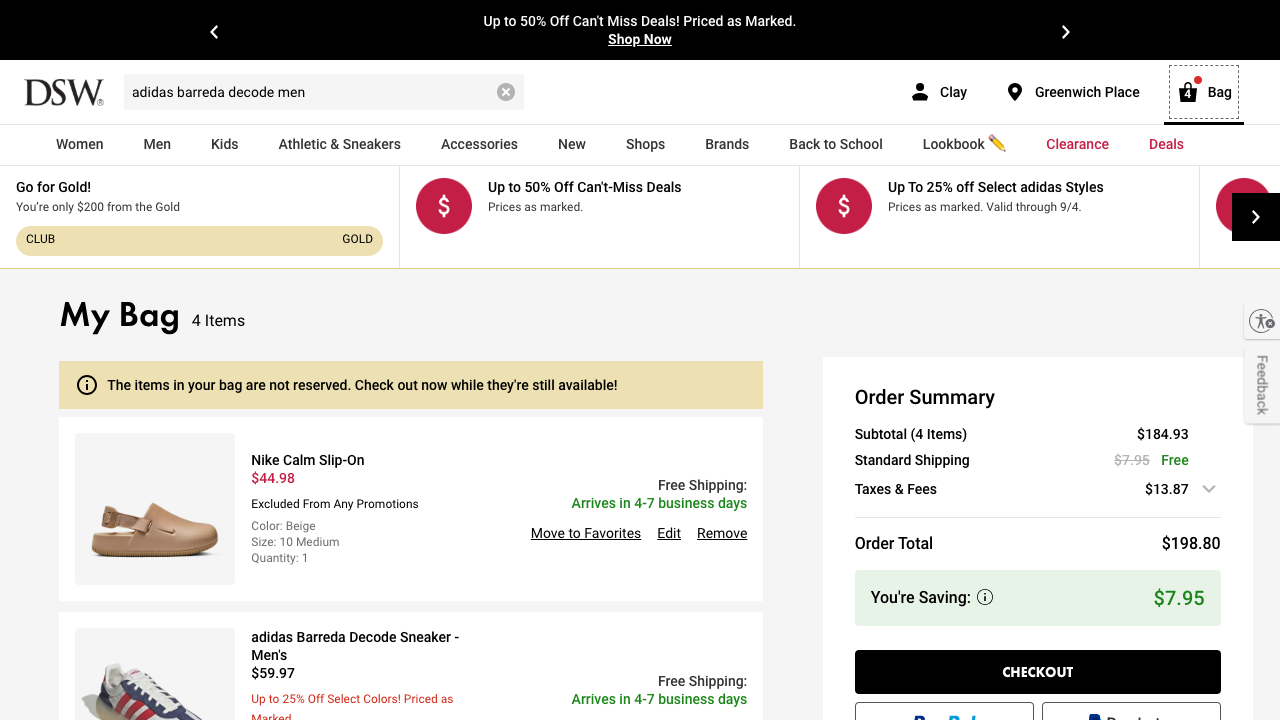 Up to 50% Off Can't Miss Deals! Priced as Marked.
Shop Now
DSW®
adidas barreda decode men
Clay
Greenwich Place
4
Bag
Women
Men
Kids
Athletic & Sneakers
Accessories
New
Shops
Brands
Back to School
Lookbook ✏️
Clearance
Deals
Go for Gold!
You're only $200 from the Gold
CLUB
GOLD
$
Up to 50% Off Can't-Miss Deals
Prices as marked.
$
Up To 25% off Select adidas Styles
Prices as marked. Valid through 9/4.
My Bag
4 Items
The items in your bag are not reserved. Check out now while they're still available!
Nike Calm Slip-On
$44.98
Excluded From Any Promotions
Color: Beige
Size: 10 Medium
Quantity: 1
Free Shipping:
Arrives in 4-7 business days
Move to Favorites
Edit
Remove
adidas Barreda Decode Sneaker -
Men's
$59.97
Up to 25% Off Select Colors! Priced as
Marked
Free Shipping:
Arrives in 4-7 business days
Order Summary
Subtotal (4 Items)
$184.93
Standard Shipping
$7.95
Free
Taxes & Fees
$13.87
Order Total
$198.80
You're Saving:
$7.95
CHECKOUT
Feedback